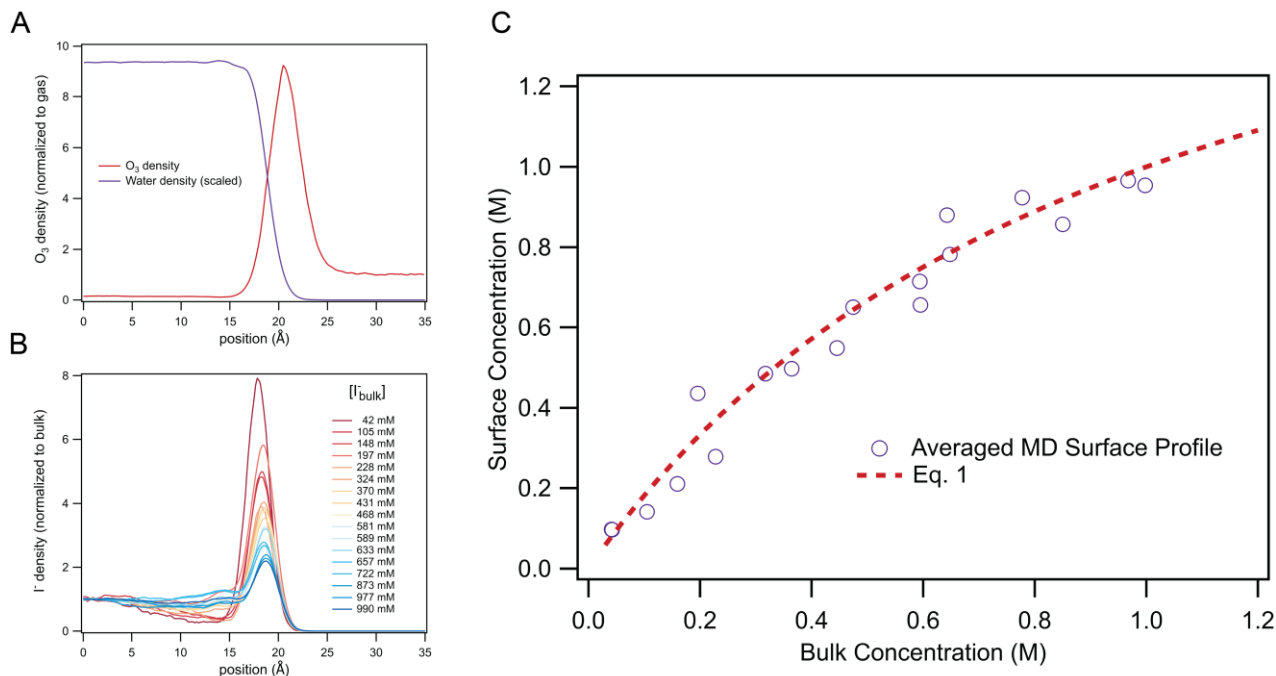 A
O₃ density (normalized to gas)
10
8
6
4
2
0
O₃ density
Water density (scaled)
0 5 10 15 20 25 30 35
position (Å)
B
I⁻ density (normalized to bulk)
8
6
4
2
0
[I⁻bulk]
42 mM
105 mM
148 mM
197 mM
228 mM
324 mM
370 mM
431 mM
468 mM
581 mM
589 mM
633 mM
657 mM
722 mM
873 mM
977 mM
990 mM
0 5 10 15 20 25 30 35
position (Å)
C
Surface Concentration (M)
1.2
1.0
0.8
0.6
0.4
0.2
0.0
Averaged MD Surface Profile
Eq. 1
0.0 0.2 0.4 0.6 0.8 1.0 1.2
Bulk Concentration (M)